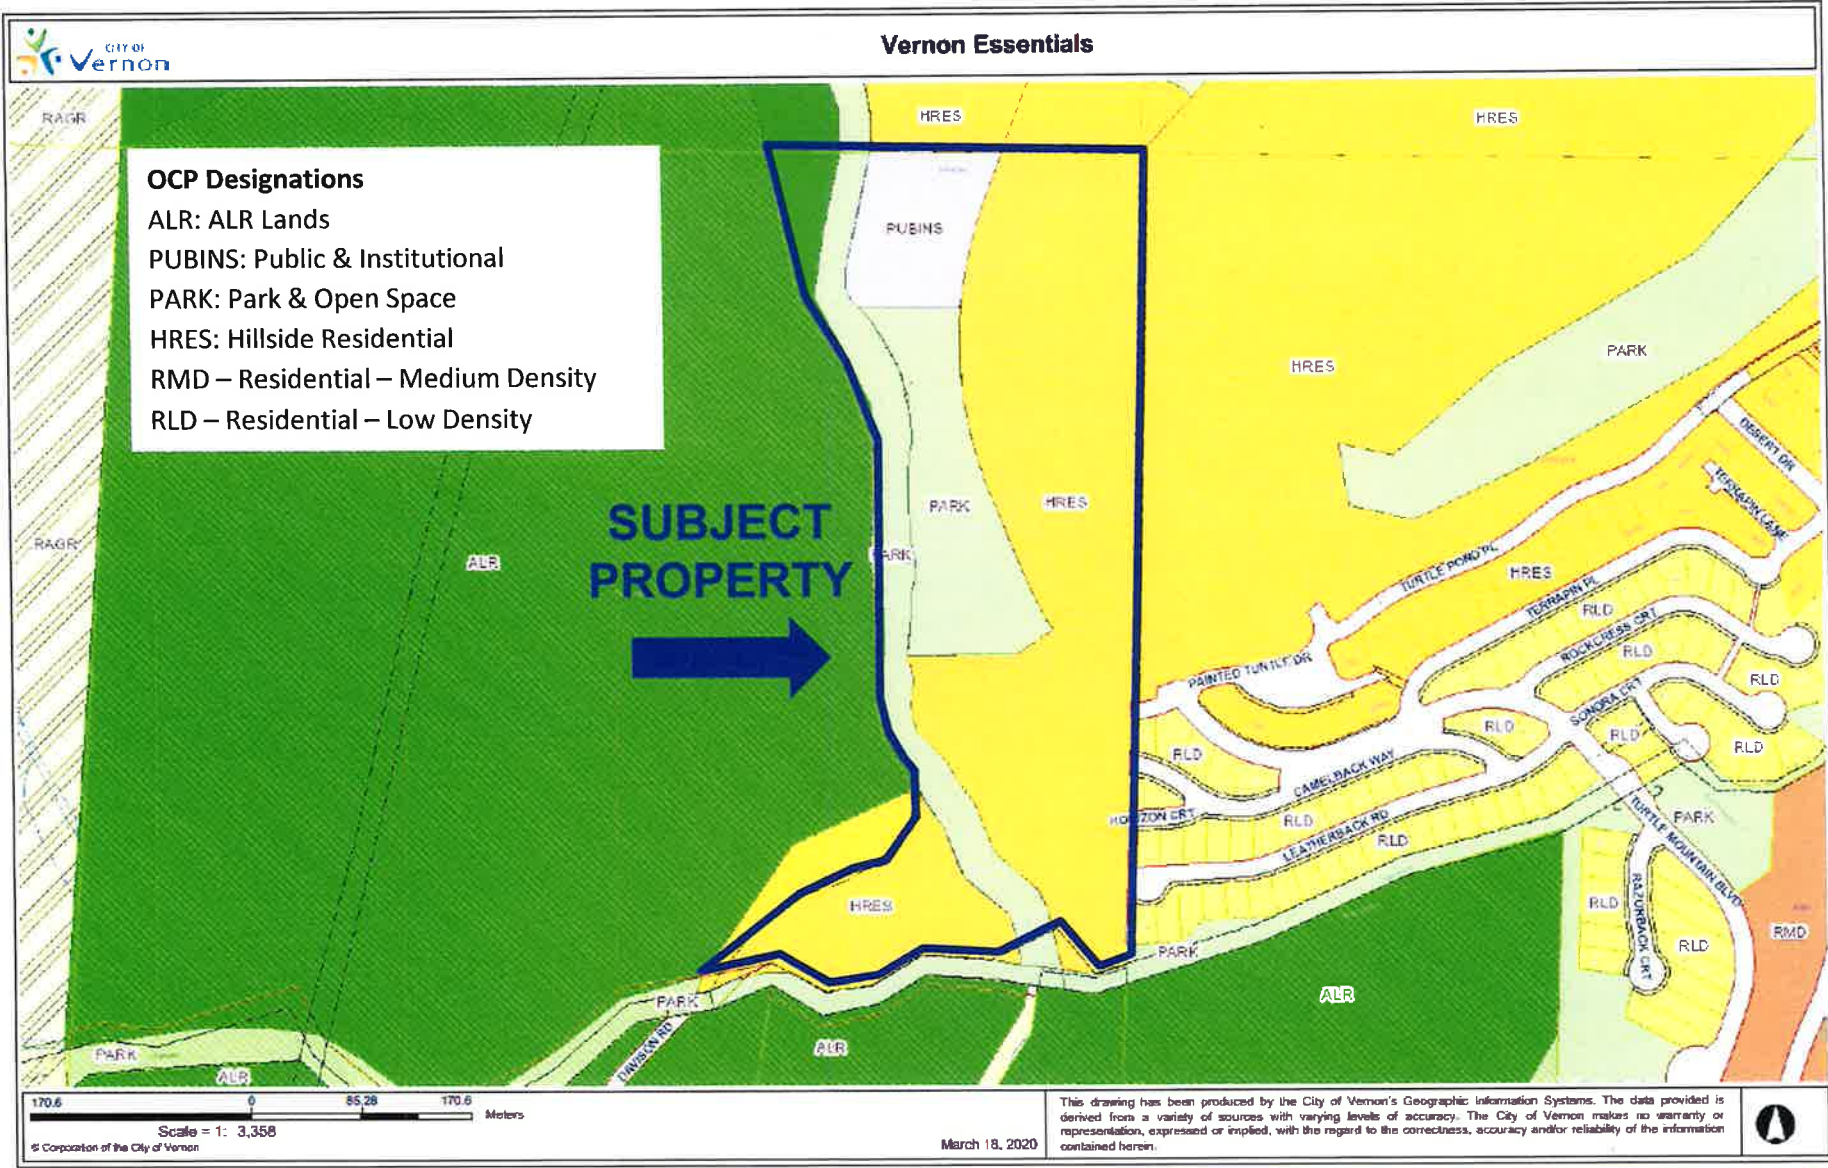 CITY OF
Vernon
Vernon Essentials
RAGR
HRES
HRES
OCP Designations
ALR: ALR Lands
PUBINS: Public & Institutional
PARK: Park & Open Space
HRES: Hillside Residential
RMD – Residential – Medium Density
RLD – Residential – Low Density
PUBINS
PARK
HRES
DESERT DR
TERRAPIN LANE
PARK
HRES
SUBJECT
PROPERTY
RAGR
ALR
PARK
TURTLE POND PL
HRES
TERRAPIN PL
RLD
ROCKCRESS CRT
RLD
PAINTED TURTLE DR
RLD
SONORA CRT
RLD
RLD
RLD
RLD
CAMELBACK WAY
HORIZON CRT
RLD
LEATHERBACK RD
RLD
TURTLE MOUNTAIN BLVD
PARK
HRES
RLD
RAZORBACK CRT
RLD
RMD
PARK
PARK
ALR
DAVISON RD
ALR
PARK
ALR
170.6 0 85.28 170.6 Meters
Scale = 1: 3,358
© Corporation of the City of Vernon
March 18, 2020
This drawing has been produced by the City of Vernon's Geographic Information Systems. The data provided is
derived from a variety of sources with varying levels of accuracy. The City of Vernon makes no warranty or
representation, expressed or implied, with the regard to the correctness, accuracy and/or reliability of the information
contained herein.